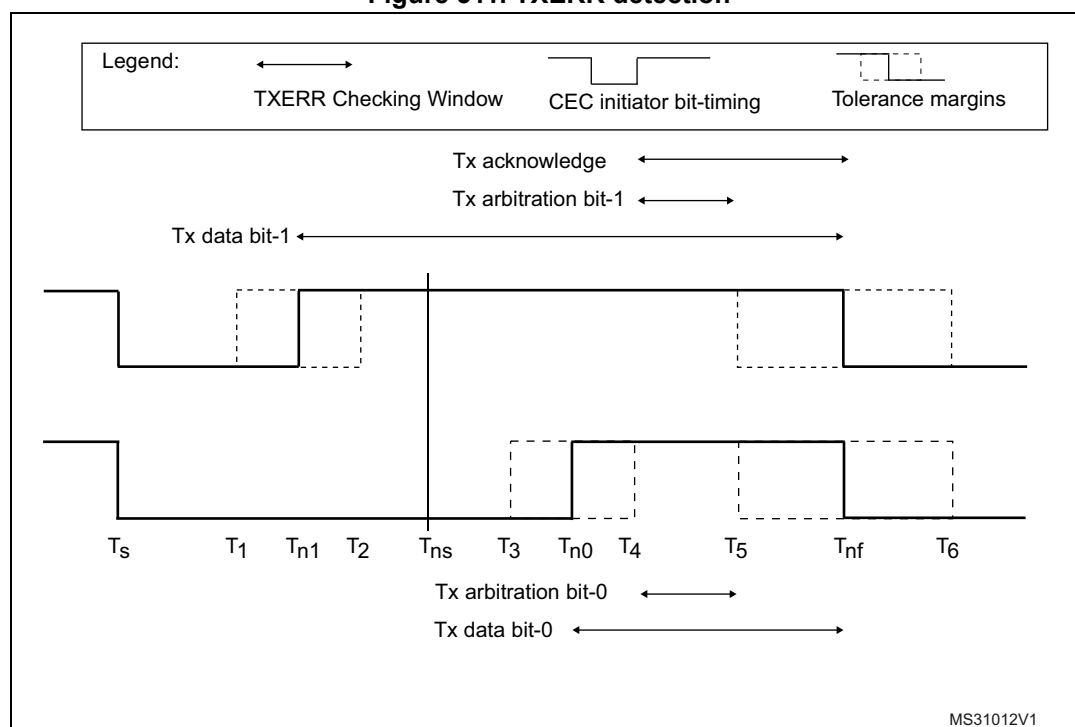 Figure TXERR detection
Legend:
TXERR Checking Window
CEC initiator bit-timing
Tolerance margins
Tx acknowledge
Tx arbitration bit-1
Tx data bit-1
Ts T1 Tn1 T2 Tns T3 Tn0 T4 T5 Tnf T6
Tx arbitration bit-0
Tx data bit-0
MS31012V1